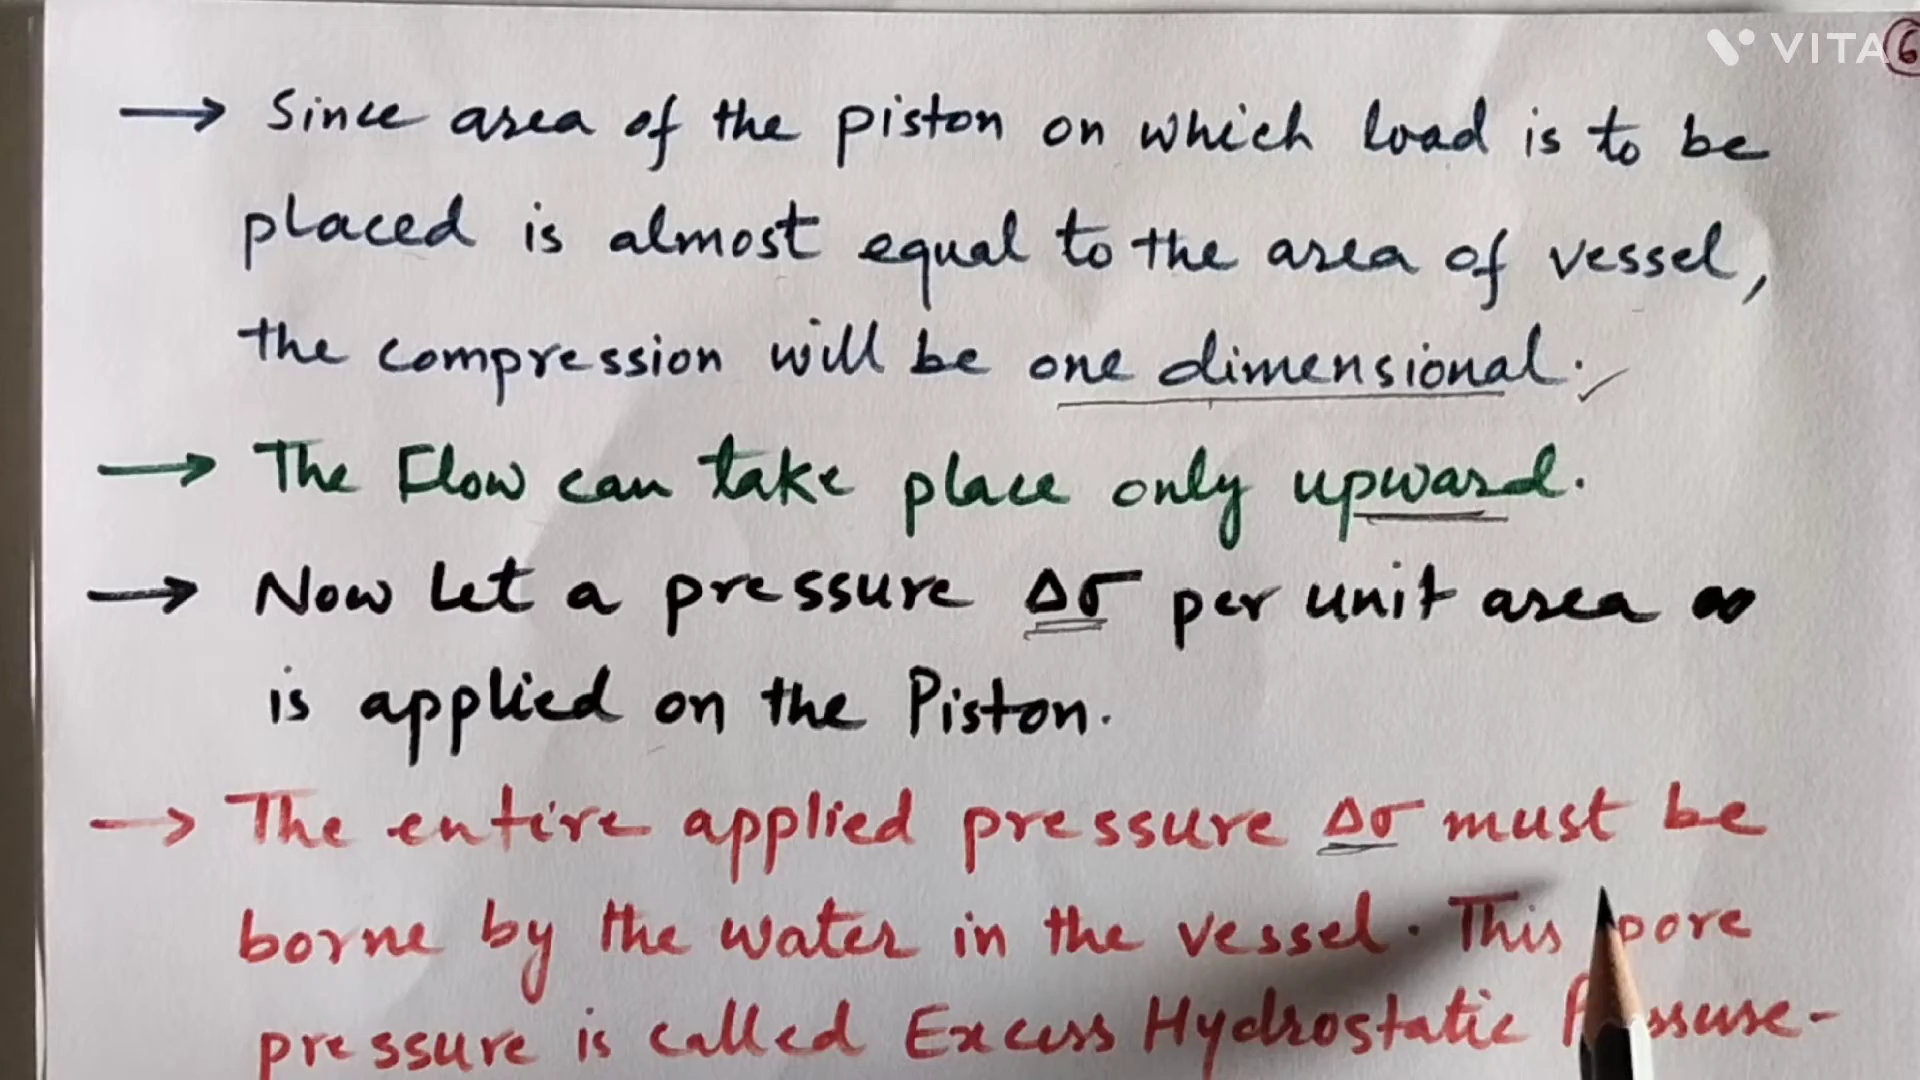 VITA 6
→ Since area of the piston on which load is to be
placed is almost equal to the area of vessel,
the compression will be one dimensional.
→ The Flow can take place only upward.
→ Now let a pressure Δσ per unit area
is applied on the Piston.
→ The entire applied pressure Δσ must be
borne by the water in the vessel. This pore
pressure is called Excess Hydrostatic